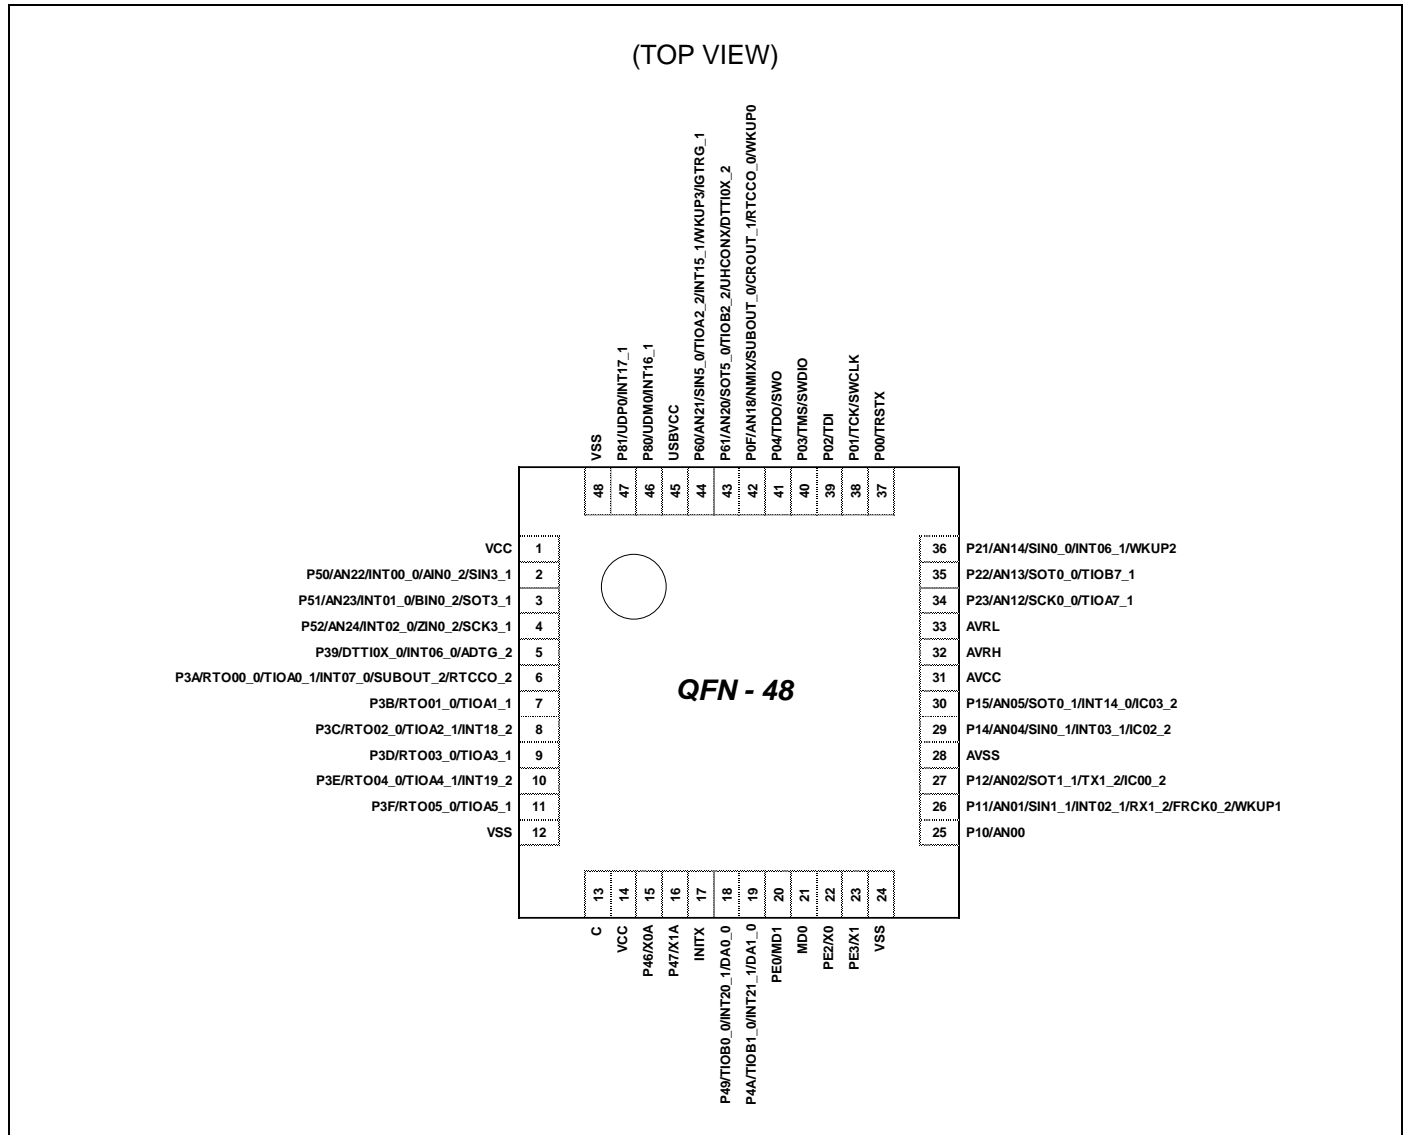 (TOP VIEW)
VSS
P81/UDP0/INT17_1
P80/UDM0/INT16_1
USBVCC
P60/AN21/SIN5_0/TIOA2_2/INT15_1/WKUP3/IGTRG_1
P61/AN20/SOT5_0/TIOB2_2/UHCONX/DTTI0X_2
P0F/AN18/NMIX/SUBOUT_0/CROUT_1/RTCCO_0/WKUP0
P04/TDO/SWO
P03/TMS/SWDIO
P02/TDI
P01/TCK/SWCLK
P00/TRSTX
48 47 46 45 44 43 42 41 40 39 38 37
VCC 1
P50/AN22/INT00_0/AIN0_2/SIN3_1 2
P51/AN23/INT01_0/BIN0_2/SOT3_1 3
P52/AN24/INT02_0/ZIN0_2/SCK3_1 4
P39/DTTI0X_0/INT06_0/ADTG_2 5
P3A/RTO00_0/TIOA0_1/INT07_0/SUBOUT_2/RTCCO_2 6
P3B/RTO01_0/TIOA1_1 7
P3C/RTO02_0/TIOA2_1/INT18_2 8
P3D/RTO03_0/TIOA3_1 9
P3E/RTO04_0/TIOA4_1/INT19_2 10
P3F/RTO05_0/TIOA5_1 11
VSS 12
QFN - 48
36 P21/AN14/SIN0_0/INT06_1/WKUP2
35 P22/AN13/SOT0_0/TIOB7_1
34 P23/AN12/SCK0_0/TIOA7_1
33 AVRL
32 AVRH
31 AVCC
30 P15/AN05/SOT0_1/INT14_0/IC03_2
29 P14/AN04/SIN0_1/INT03_1/IC02_2
28 AVSS
27 P12/AN02/SOT1_1/TX1_2/IC00_2
26 P11/AN01/SIN1_1/INT02_1/RX1_2/FRCK0_2/WKUP1
25 P10/AN00
13 14 15 16 17 18 19 20 21 22 23 24
C
VCC
P46/X0A
P47/X1A
INITX
P49/TIOB0_0/INT20_1/DA0_0
P4A/TIOB1_0/INT21_1/DA1_0
PE0/MD1
MD0
PE2/X0
PE3/X1
VSS